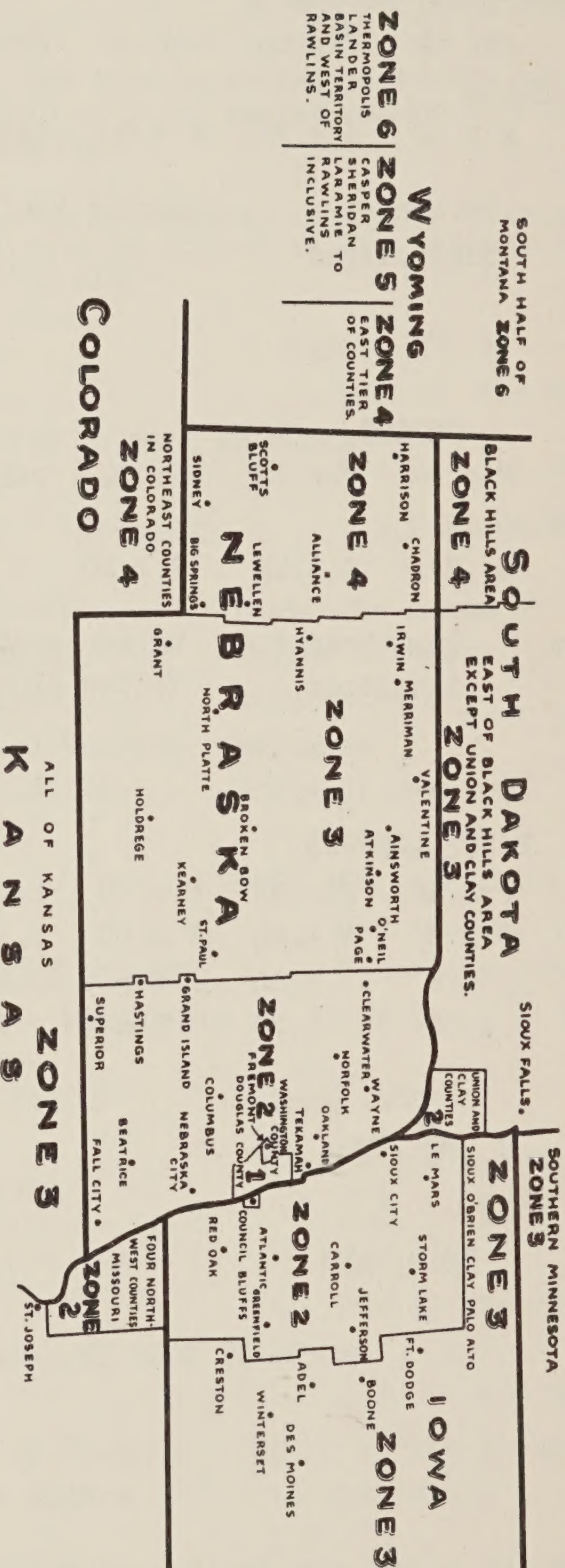 SOUTH HALF OF
MONTANA ZONE 6
WYOMING
ZONE 6
THERMOPOLIS
LANDER
BASIN TERRITORY
AND WEST OF
RAWLINS.
ZONE 5
CASPER
SHERIDAN
LARAMIE TO
RAWLINS
INCLUSIVE.
ZONE 4
EAST TIER
OF COUNTIES.
SOUTH DAKOTA
BLACK HILLS AREA
ZONE 4
EAST OF BLACK HILLS AREA
EXCEPT UNION AND CLAY COUNTIES.
ZONE 3
SIOUX FALLS.
SOUTHERN MINNESOTA
ZONE 3
UNION AND
CLAY
COUNTIES
2
NEBRASKA
HARRISON
CHADRON
ZONE 4
ALLIANCE
SCOTTS
BLUFF
LEWELLEN
SIDNEY
BIG SPRINGS
IRWIN
MERRIMAN
VALENTINE
AINSWORTH
ATKINSON
O'NEIL
PAGE
HYANNIS
ZONE 3
NORTH PLATTE
BROKEN BOW
ST. PAUL
GRANT
KEARNEY
HOLDREGE
CLEARWATER
WAYNE
NORFOLK
OAKLAND
TEKAMAH
ZONE 2
WASHINGTON
COUNTY
FREMONT
2
DOUGLAS COUNTY
1
COLUMBUS
GRAND ISLAND
NEBRASKA
CITY
HASTINGS
BEATRICE
SUPERIOR
FALL CITY
IOWA
ZONE 3
SIOUX O'BRIEN CLAY PALO ALTO
LE MARS
SIOUX CITY
STORM LAKE
FT. DODGE
CARROLL
JEFFERSON
BOONE
ZONE 2
ATLANTIC
GREENFIELD
COUNCIL BLUFFS
RED OAK
CRESTON
ADEL
WINTERSET
DES MOINES
ZONE 3
COLORADO
NORTHEAST COUNTIES
IN COLORADO
ZONE 4
ALL OF KANSAS ZONE 3
KANSAS
FOUR NORTH-
WEST COUNTIES
MISSOURI
ZONE
2
ST. JOSEPH